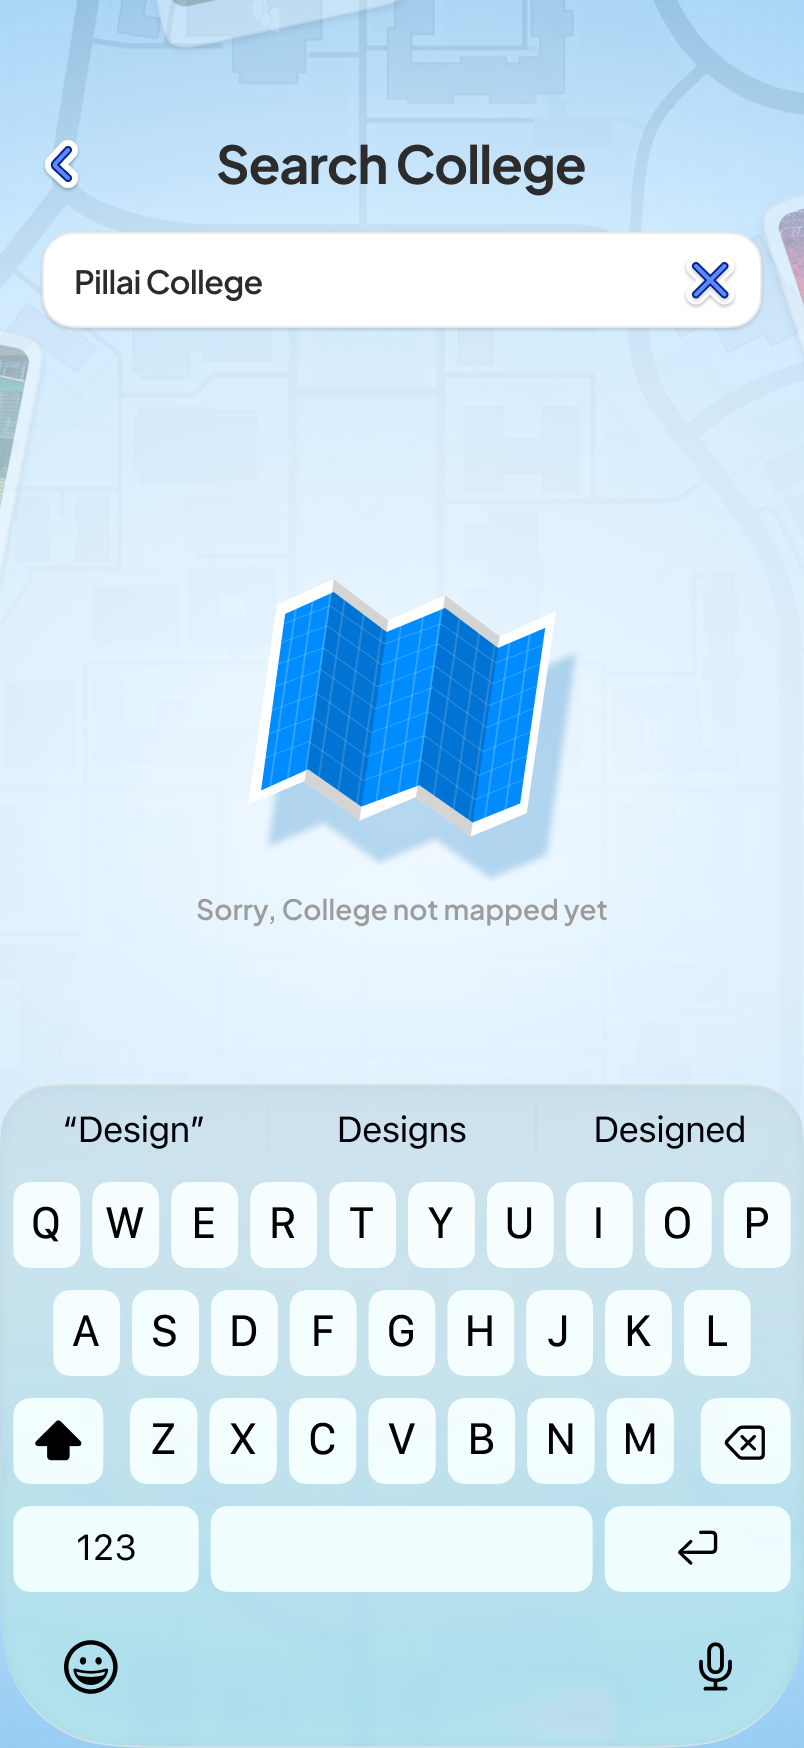 Search College
Pillai College
Sorry, College not mapped yet
“Design” Designs Designed
Q W E R T Y U I O P
A S D F G H J K L
Z X C V B N M
123